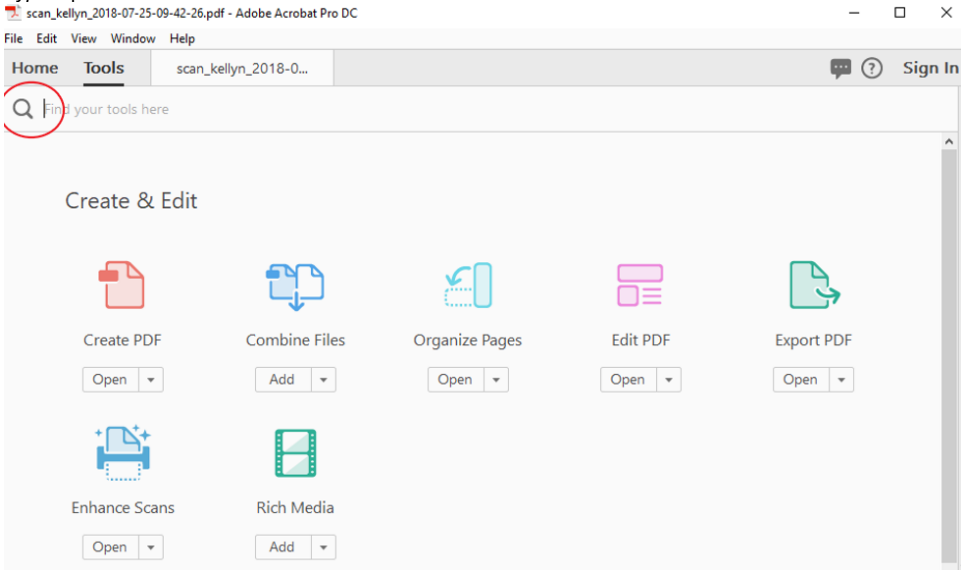 scan_kellyn_2018-07-25-09-42-26.pdf - Adobe Acrobat Pro DC
File Edit View Window Help
Home Tools scan_kellyn_2018-0... Sign In
Find your tools here
Create & Edit
Create PDF Combine Files Organize Pages Edit PDF Export PDF
Open Add Open Open Open
Enhance Scans Rich Media
Open Add